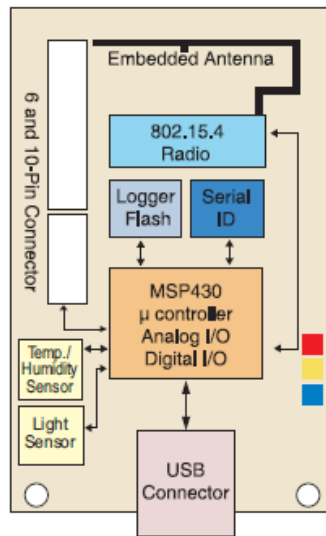 Embedded Antenna
6 and 10-Pin Connector
802.15.4
Radio
Logger
Flash
Serial
ID
MSP430
µ controller
Analog I/O
Digital I/O
Temp./
Humidity
Sensor
Light
Sensor
USB
Connector